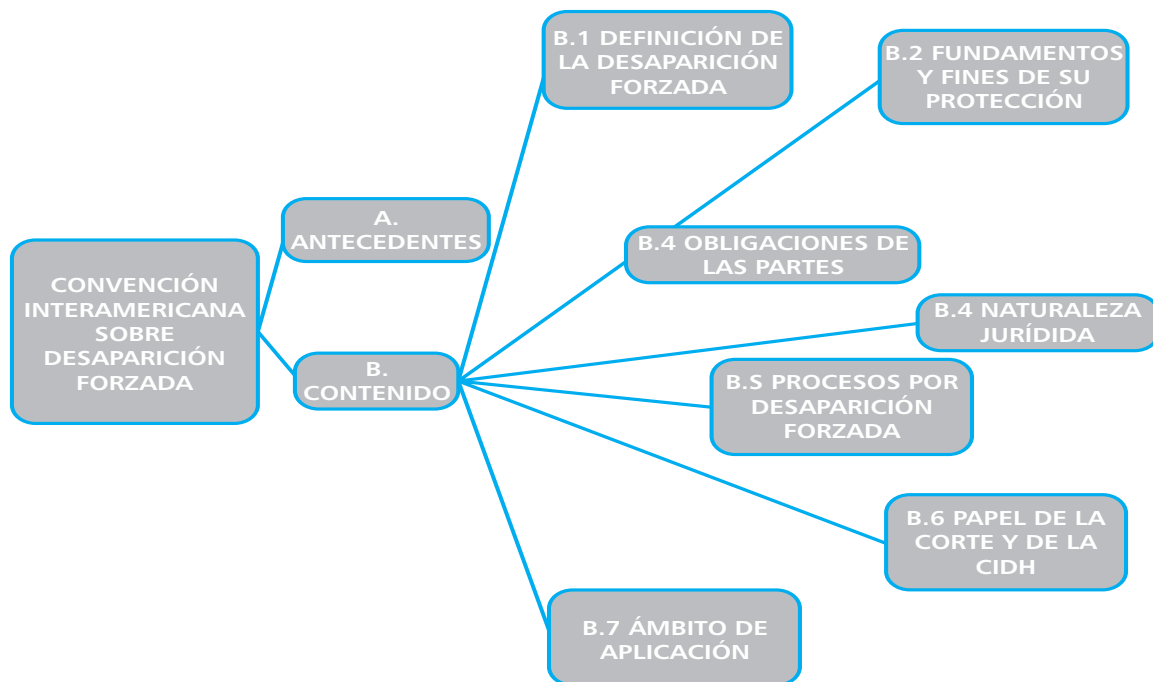 CONVENCIÓN
INTERAMERICANA
SOBRE
DESAPARICIÓN
FORZADA
A.
ANTECEDENTES
B.
CONTENIDO
B.1 DEFINICIÓN DE
LA DESAPARICIÓN
FORZADA
B.2 FUNDAMENTOS
Y FINES DE SU
PROTECCIÓN
B.4 OBLIGACIONES DE
LAS PARTES
B.4 NATURALEZA
JURÍDIDA
B.S PROCESOS POR
DESAPARICIÓN
FORZADA
B.6 PAPEL DE LA
CORTE Y DE LA
CIDH
B.7 ÁMBITO DE
APLICACIÓN